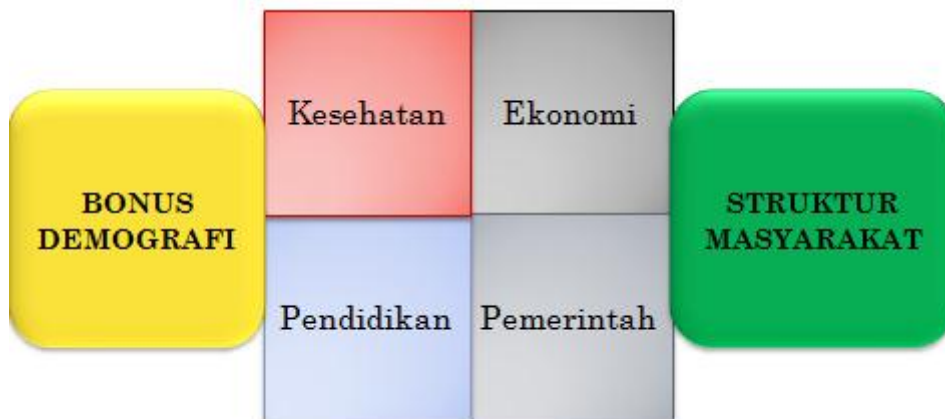 Kesehatan
Ekonomi
BONUS
DEMOGRAFI
STRUKTUR
MASYARAKAT
Pendidikan
Pemerintah